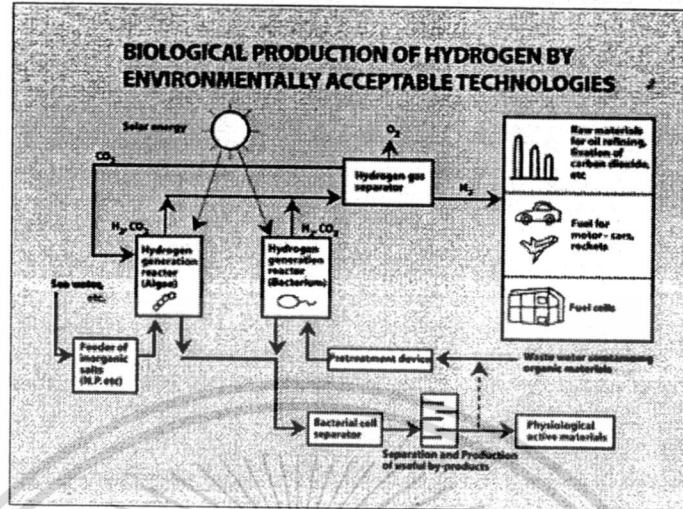 BIOLOGICAL PRODUCTION OF HYDROGEN BY
ENVIRONMENTALLY ACCEPTABLE TECHNOLOGIES
Solar energy
O₂
CO₂
Hydrogen gas
separator
H₂
Raw materials
for oil refining,
fixation of
carbon dioxide,
etc
Fuel for
motor - cars,
rockets
Fuel cells
H₂, CO₂
H₂, CO₂
Hydrogen
generation
reactor
(Algea)
Hydrogen
generation
reactor
(Bacterium)
Sea water,
etc.
Feeder of
inorganic
salts
(N.P. etc)
Pretreatment device
Waste water containing
organic materials
Bacterial cell
separator
Separation and Production
of useful by-products
Physiological
active materials